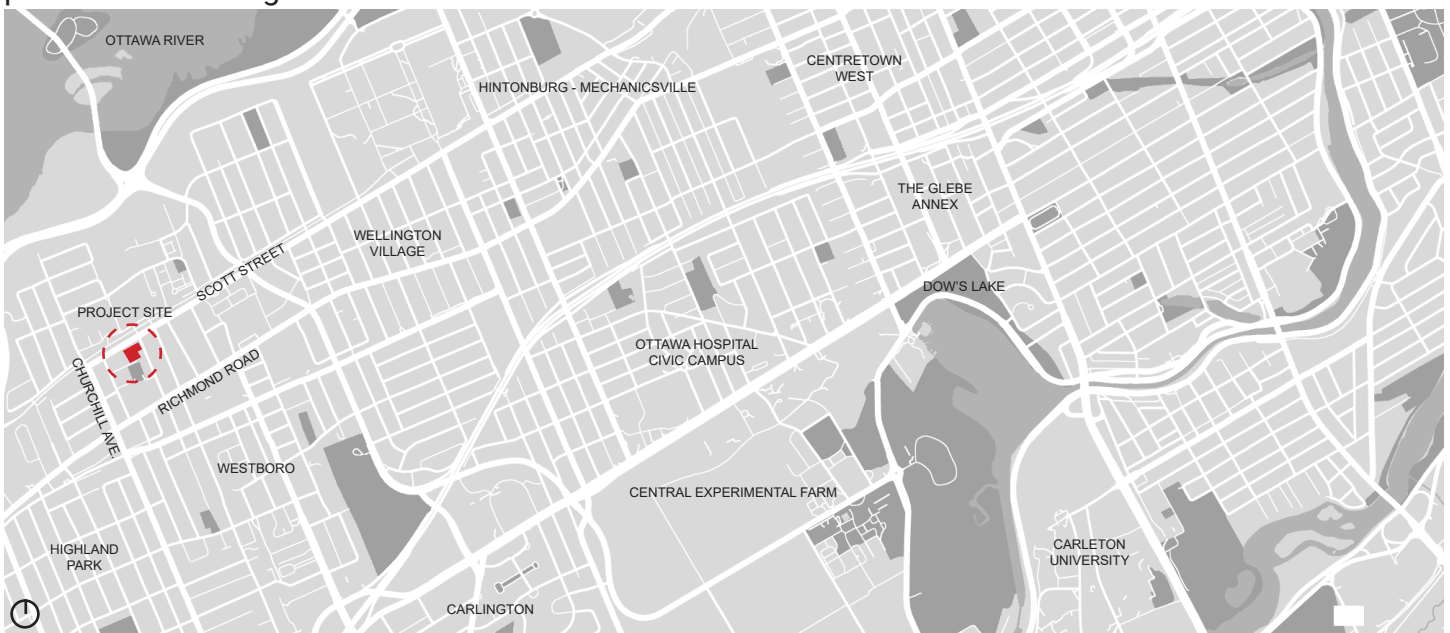 OTTAWA RIVER
CENTRETOWN
WEST
HINTONBURG - MECHANICSVILLE
THE GLEBE
ANNEX
WELLINGTON
VILLAGE
SCOTT STREET
DOW'S LAKE
PROJECT SITE
OTTAWA HOSPITAL
CIVIC CAMPUS
RICHMOND ROAD
CHURCHILL AVE.
WESTBORO
CENTRAL EXPERIMENTAL FARM
HIGHLAND
PARK
CARLETON
UNIVERSITY
CARLINGTON